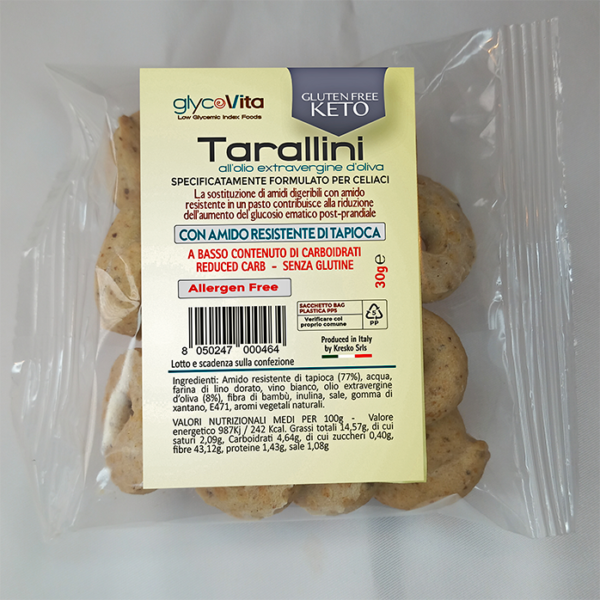 glycoVita
Low Glycemic Index Foods
GLUTEN FREE
KETO
Tarallini
all'olio extravergine d'oliva
SPECIFICATAMENTE FORMULATO PER CELIACI
La sostituzione di amidi digeribili con amido
resistente in un pasto contribuisce alla riduzione
dell'aumento del glucosio ematico post-prandiale
CON AMIDO RESISTENTE DI TAPIOCA
A BASSO CONTENUTO DI CARBOIDRATI
REDUCED CARB - SENZA GLUTINE
30g e
Allergen Free
8 050247 000464
SACCHETTO BAG
PLASTICA PP5
Verificare col
proprio comune
5
PP
Produced in Italy
by Kresko Srls
Lotto e scadenza sulla confezione
Ingredienti: Amido resistente di tapioca (77%), acqua,
farina di lino dorato, vino bianco, olio extravergine
d'oliva (8%), fibra di bambù, inulina, sale, gomma di
xantano, E471, aromi vegetali naturali.
VALORI NUTRIZIONALI MEDI PER 100g - Valore
energetico 987Kj / 242 Kcal. Grassi totali 14,57g, di cui
saturi 2,09g, Carboidrati 4,64g, di cui zuccheri 0,40g,
fibre 43,12g, proteine 1,43g, sale 1,08g